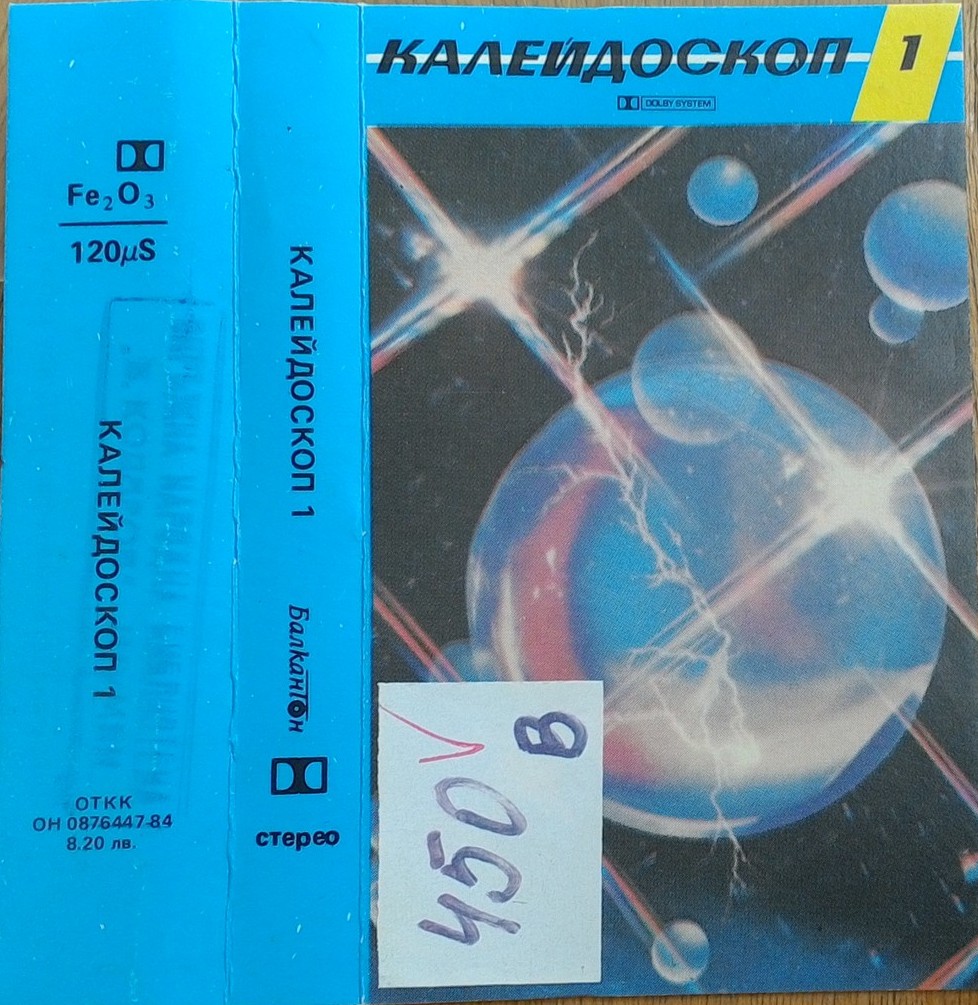 Fe₂O₃
120µS
КАЛЕЙДОСКОП 1
ОТКК
ОН 0876447 84
8.20 лв.
КАЛЕЙДОСКОП 1
Балкантон
стерео
КАЛЕЙДОСКОП 1
DOLBY SYSTEM
450 V B